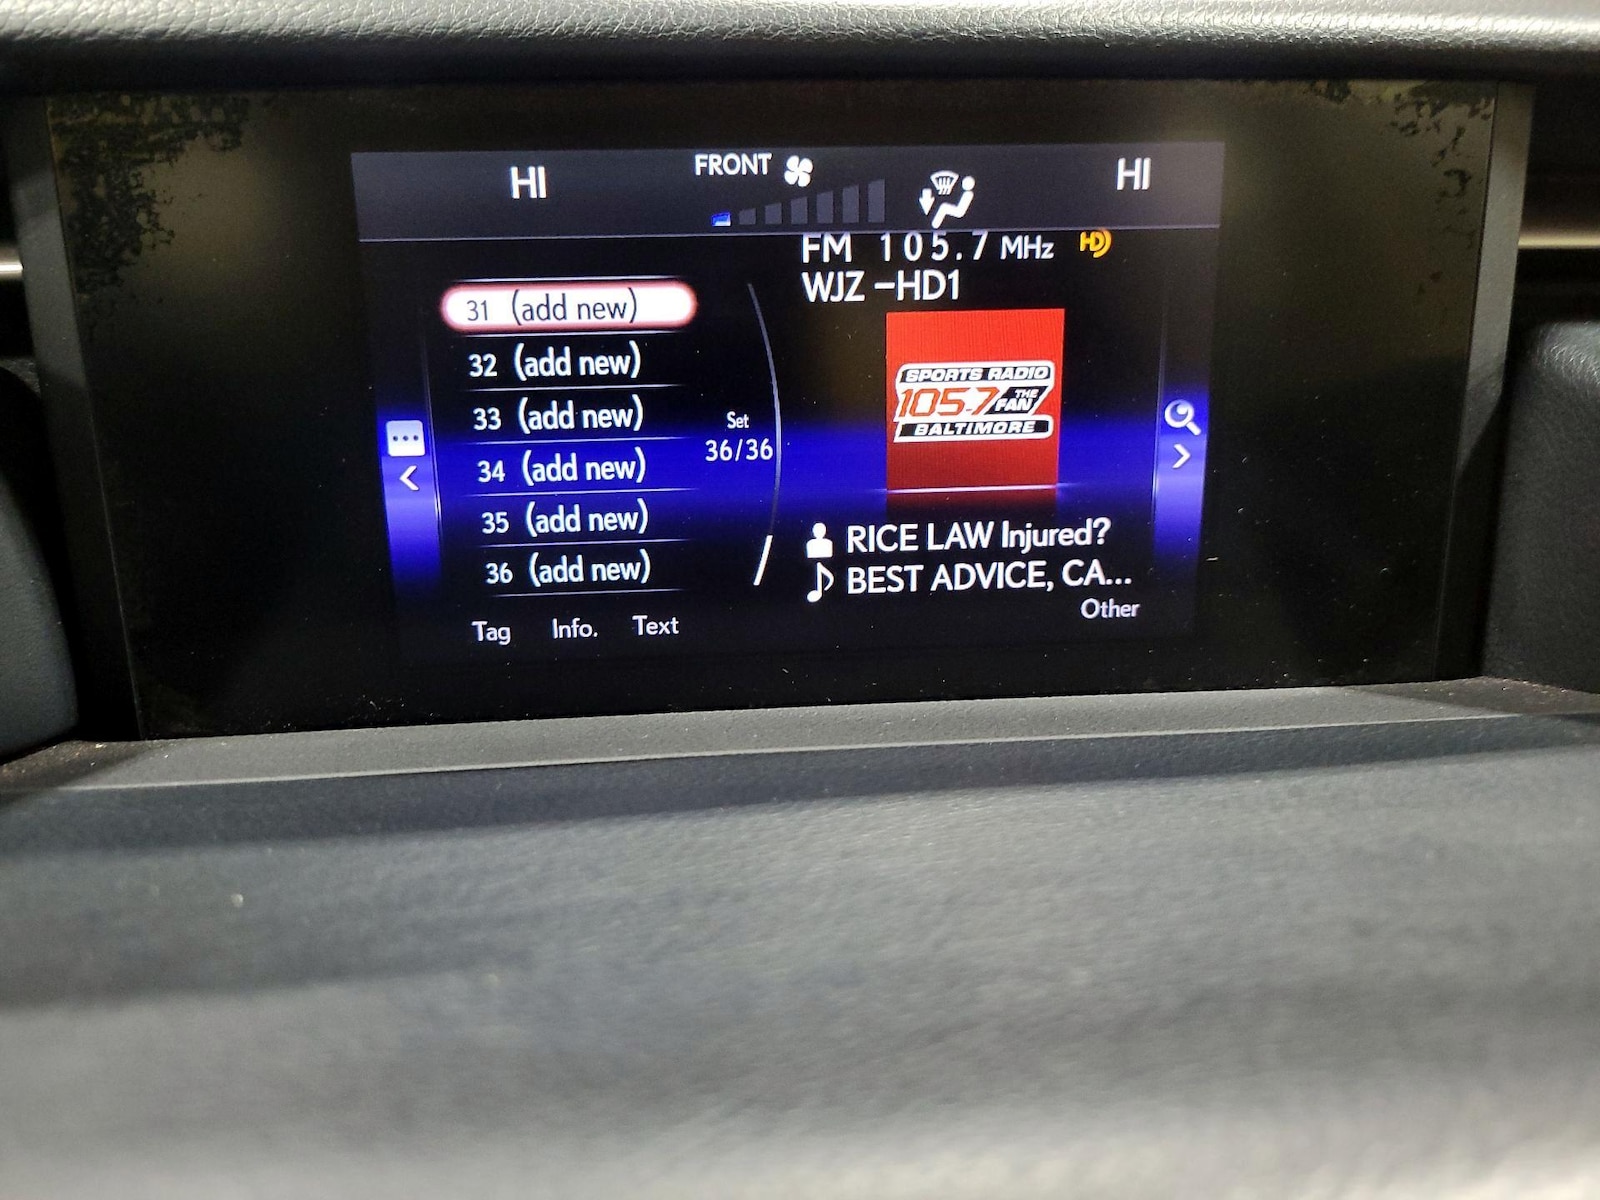 HI
FRONT
HI
FM 105.7 MHz HD
WJZ -HD1
31 (add new)
32 (add new)
33 (add new)
34 (add new)
35 (add new)
36 (add new)
Set
36/36
SPORTS RADIO
105.7 THE FAN
BALTIMORE
RICE LAW Injured?
BEST ADVICE, CA...
Other
Tag Info. Text